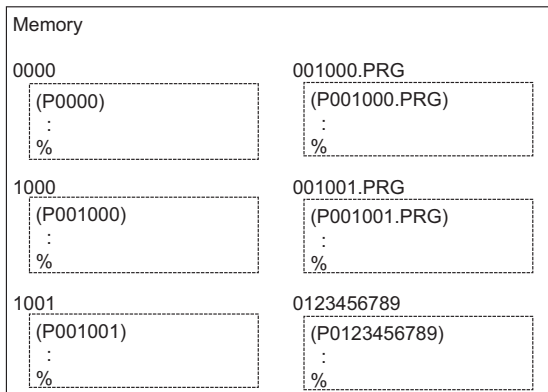 Memory
0000
(P0000)
:
%
1000
(P001000)
:
%
1001
(P001001)
:
%
001000.PRG
(P001000.PRG)
:
%
001001.PRG
(P001001.PRG)
:
%
0123456789
(P0123456789)
:
%